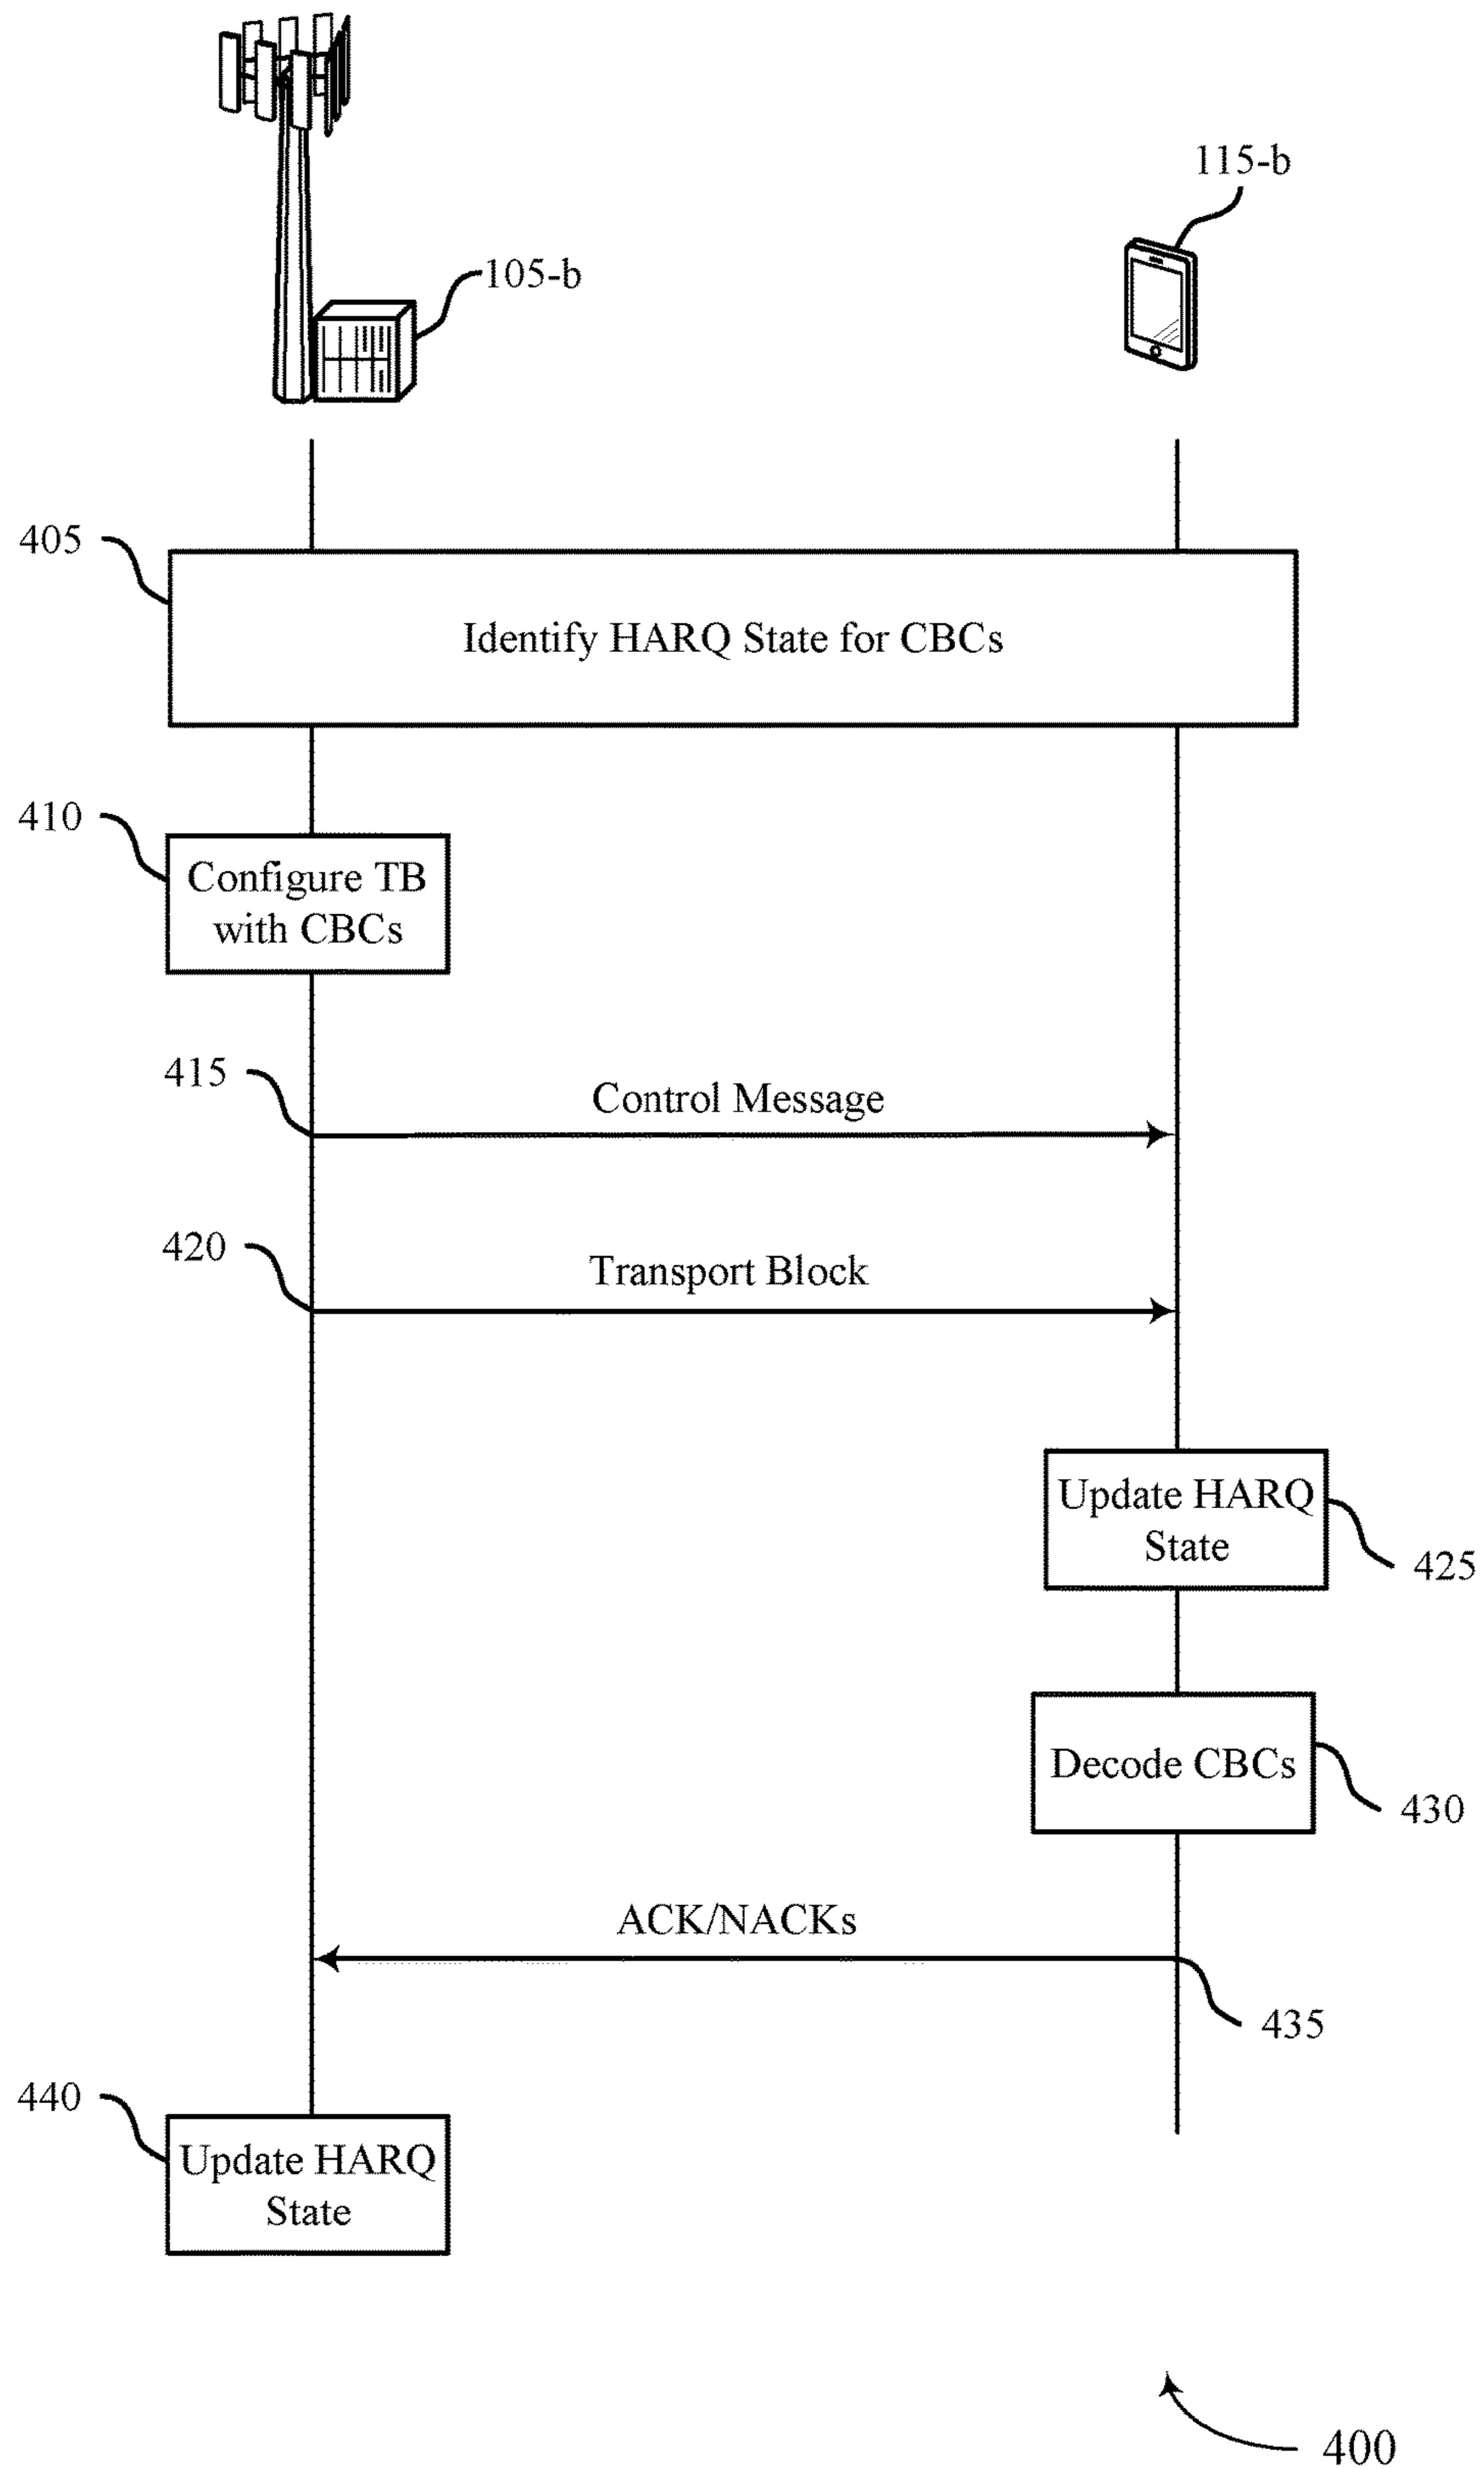 115-b
105-b
405
Identify HARQ State for CBCs
410
Configure TB
with CBCs
415
Control Message
420
Transport Block
Update HARQ
State
425
Decode CBCs
430
ACK/NACKs
435
440
Update HARQ
State
400